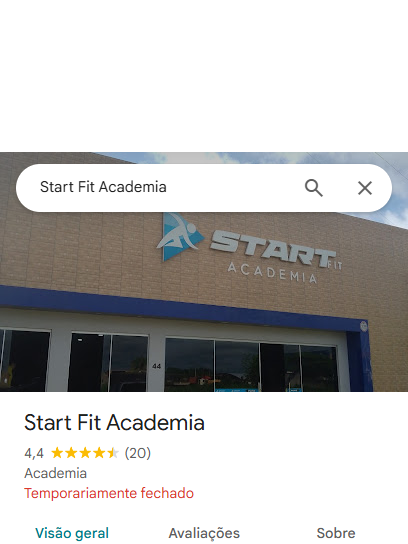 Start Fit Academia
START FIT
ACADEMIA
44
Start Fit Academia
4,4 (20)
Academia
Temporariamente fechado
Visão geral Avaliações Sobre